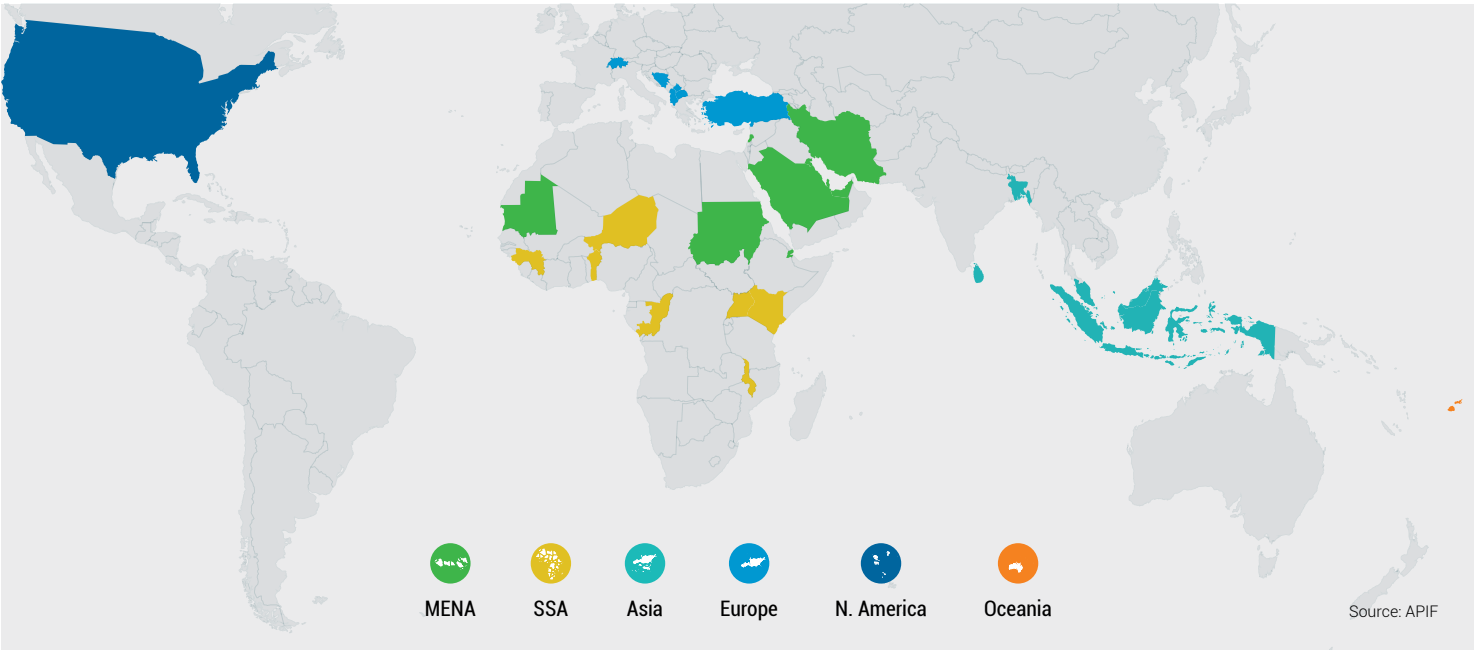 MENA
SSA
Asia
Europe
N. America
Oceania
Source: APIF